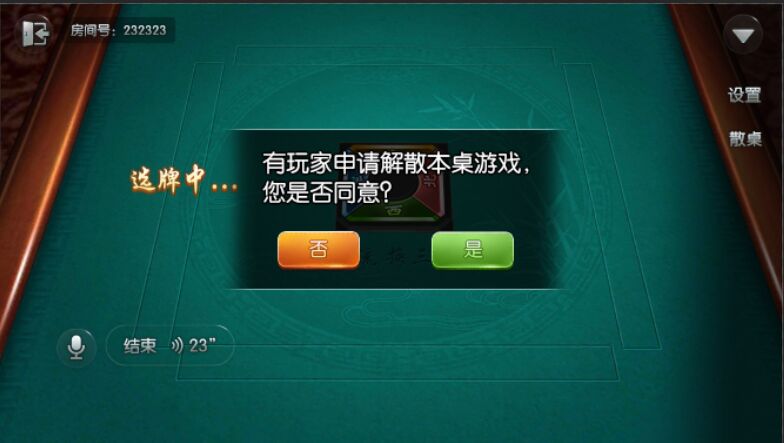 房间号：232323
设置
散桌
有玩家申请解散本桌游戏，
您是否同意?
选牌中...
西
否
是
结束 23”